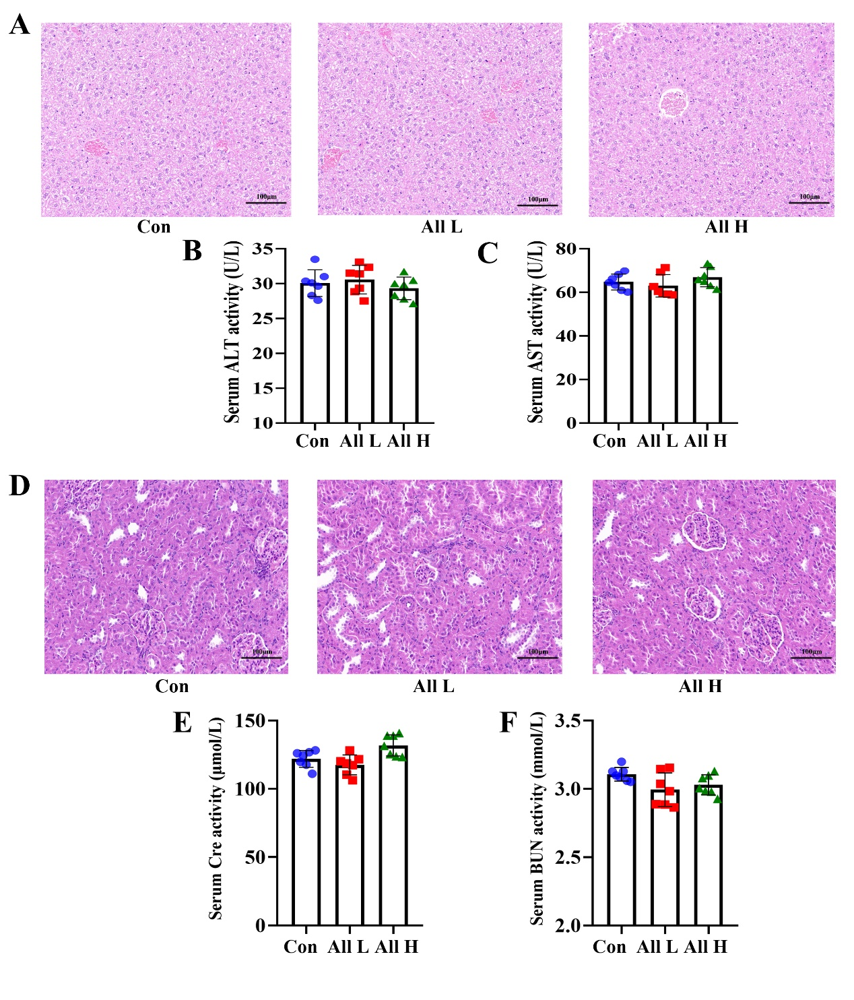 A
100μm
100μm
100μm
Con
All L
All H
B
Serum ALT activity (U/L)
35
30
25
20
15
10
Con
All L
All H
C
Serum AST activity (U/L)
80
60
40
20
0
Con
All L
All H
D
100μm
100μm
100μm
Con
All L
All H
E
Serum Cre activity (μmol/L)
150
100
50
0
Con
All L
All H
F
Serum BUN activity (mmol/L)
3.5
3.0
2.5
2.0
Con
All L
All H